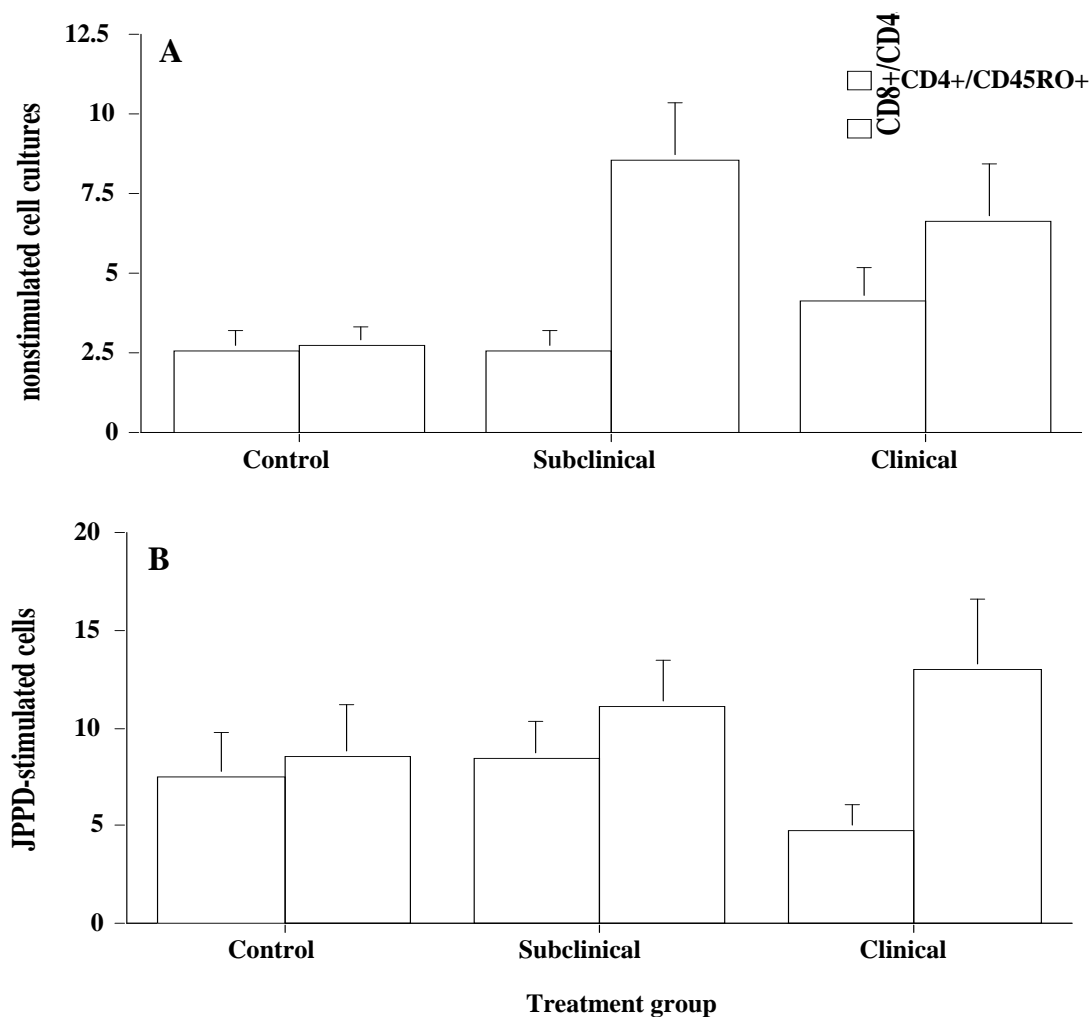 12.5
A
CD8+/CD4
+CD4+/CD45RO+
10
7.5
5
2.5
0
nonstimulated cell cultures
Control Subclinical Clinical
20
B
15
10
5
0
JPPD-stimulated cells
Control Subclinical Clinical
Treatment group